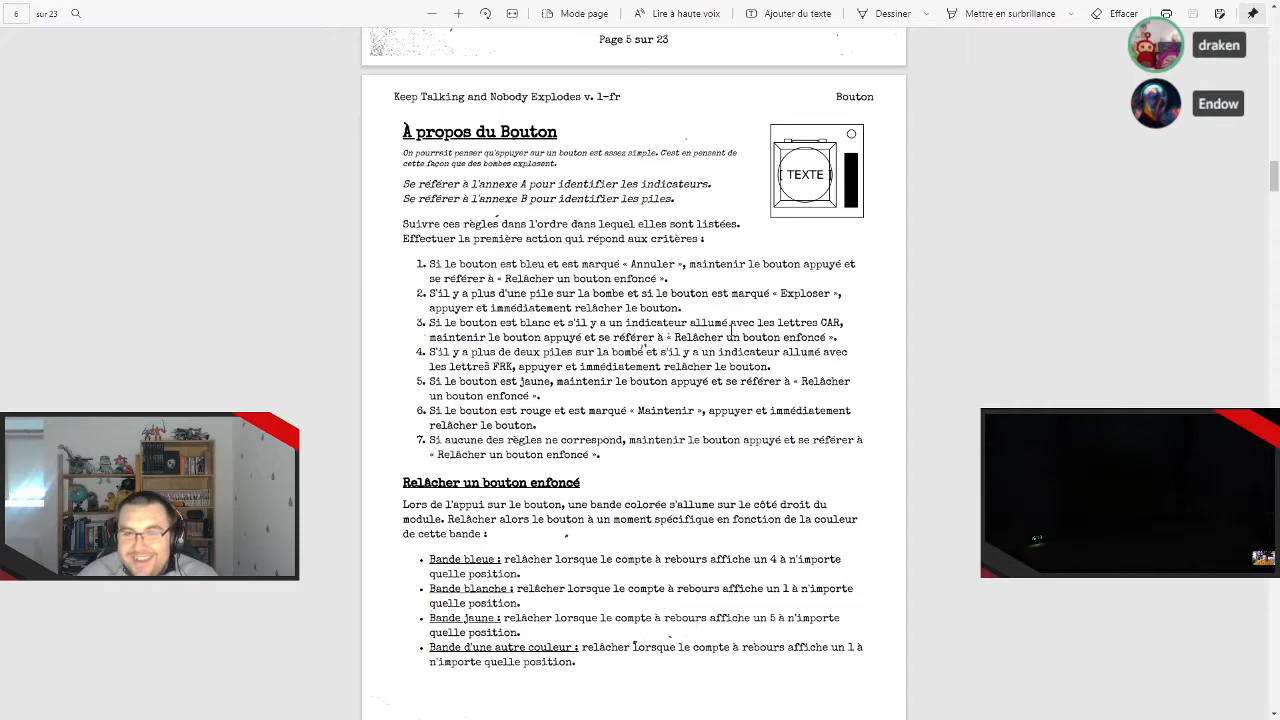 6 sur 23 Mode page Lire à haute voix Ajouter du texte Dessiner Mettre en surbrillance Effacer
draken
Endow
Page 5 sur 23
Keep Talking and Nobody Explodes v. 1-fr Bouton
À propos du Bouton
On pourrait penser qu'appuyer sur un bouton est assez simple. C'est en pensant de
cette façon que des bombes explosent.
Se référer à l'annexe A pour identifier les indicateurs.
Se référer à l'annexe B pour identifier les piles.
TEXTE
Suivre ces règles dans l'ordre dans lequel elles sont listées.
Effectuer la première action qui répond aux critères :
1. Si le bouton est bleu et est marqué « Annuler », maintenir le bouton appuyé et
se référer à « Relâcher un bouton enfoncé ».
2. S'il y a plus d'une pile sur la bombe et si le bouton est marqué « Exploser »,
appuyer et immédiatement relâcher le bouton.
3. Si le bouton est blanc et s'il y a un indicateur allumé avec les lettres CAR,
maintenir le bouton appuyé et se référer à « Relâcher un bouton enfoncé ».
4. S'il y a plus de deux piles sur la bombe et s'il y a un indicateur allumé avec
les lettres FRK, appuyer et immédiatement relâcher le bouton.
5. Si le bouton est jaune, maintenir le bouton appuyé et se référer à « Relâcher
un bouton enfoncé ».
6. Si le bouton est rouge et est marqué « Maintenir », appuyer et immédiatement
relâcher le bouton.
7. Si aucune des règles ne correspond, maintenir le bouton appuyé et se référer à
« Relâcher un bouton enfoncé ».
Relâcher un bouton enfoncé
Lors de l'appui sur le bouton, une bande colorée s'allume sur le côté droit du
module. Relâcher alors le bouton à un moment spécifique en fonction de la couleur
de cette bande :
• Bande bleue : relâcher lorsque le compte à rebours affiche un 4 à n'importe
quelle position.
• Bande blanche : relâcher lorsque le compte à rebours affiche un 1 à n'importe
quelle position.
• Bande jaune : relâcher lorsque le compte à rebours affiche un 5 à n'importe
quelle position.
• Bande d'une autre couleur : relâcher lorsque le compte à rebours affiche un 1 à
n'importe quelle position.